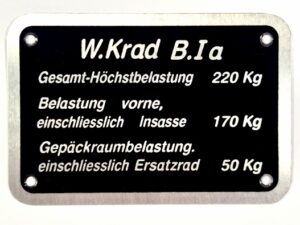 W.Krad B.Ia
Gesamt-Höchstbelastung 220 Kg
Belastung vorne,
einschliesslich Insasse 170 Kg
Gepäckraumbelastung.
einschliesslich Ersatzrad 50 Kg